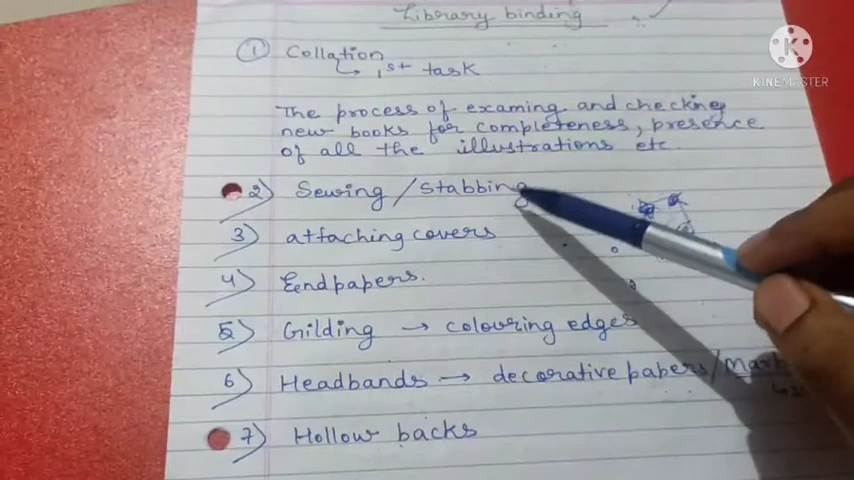 Library binding
① Collation
↳ 1st task
The process of examing and checking
new books for completeness, presence
of all the illustrations etc.
2) Sewing / Stabbing
3) attaching covers
4) Endpapers.
5) Gilding → colouring edges
6) Headbands → decorative papers /
7) Hollow backs
KINEMASTER